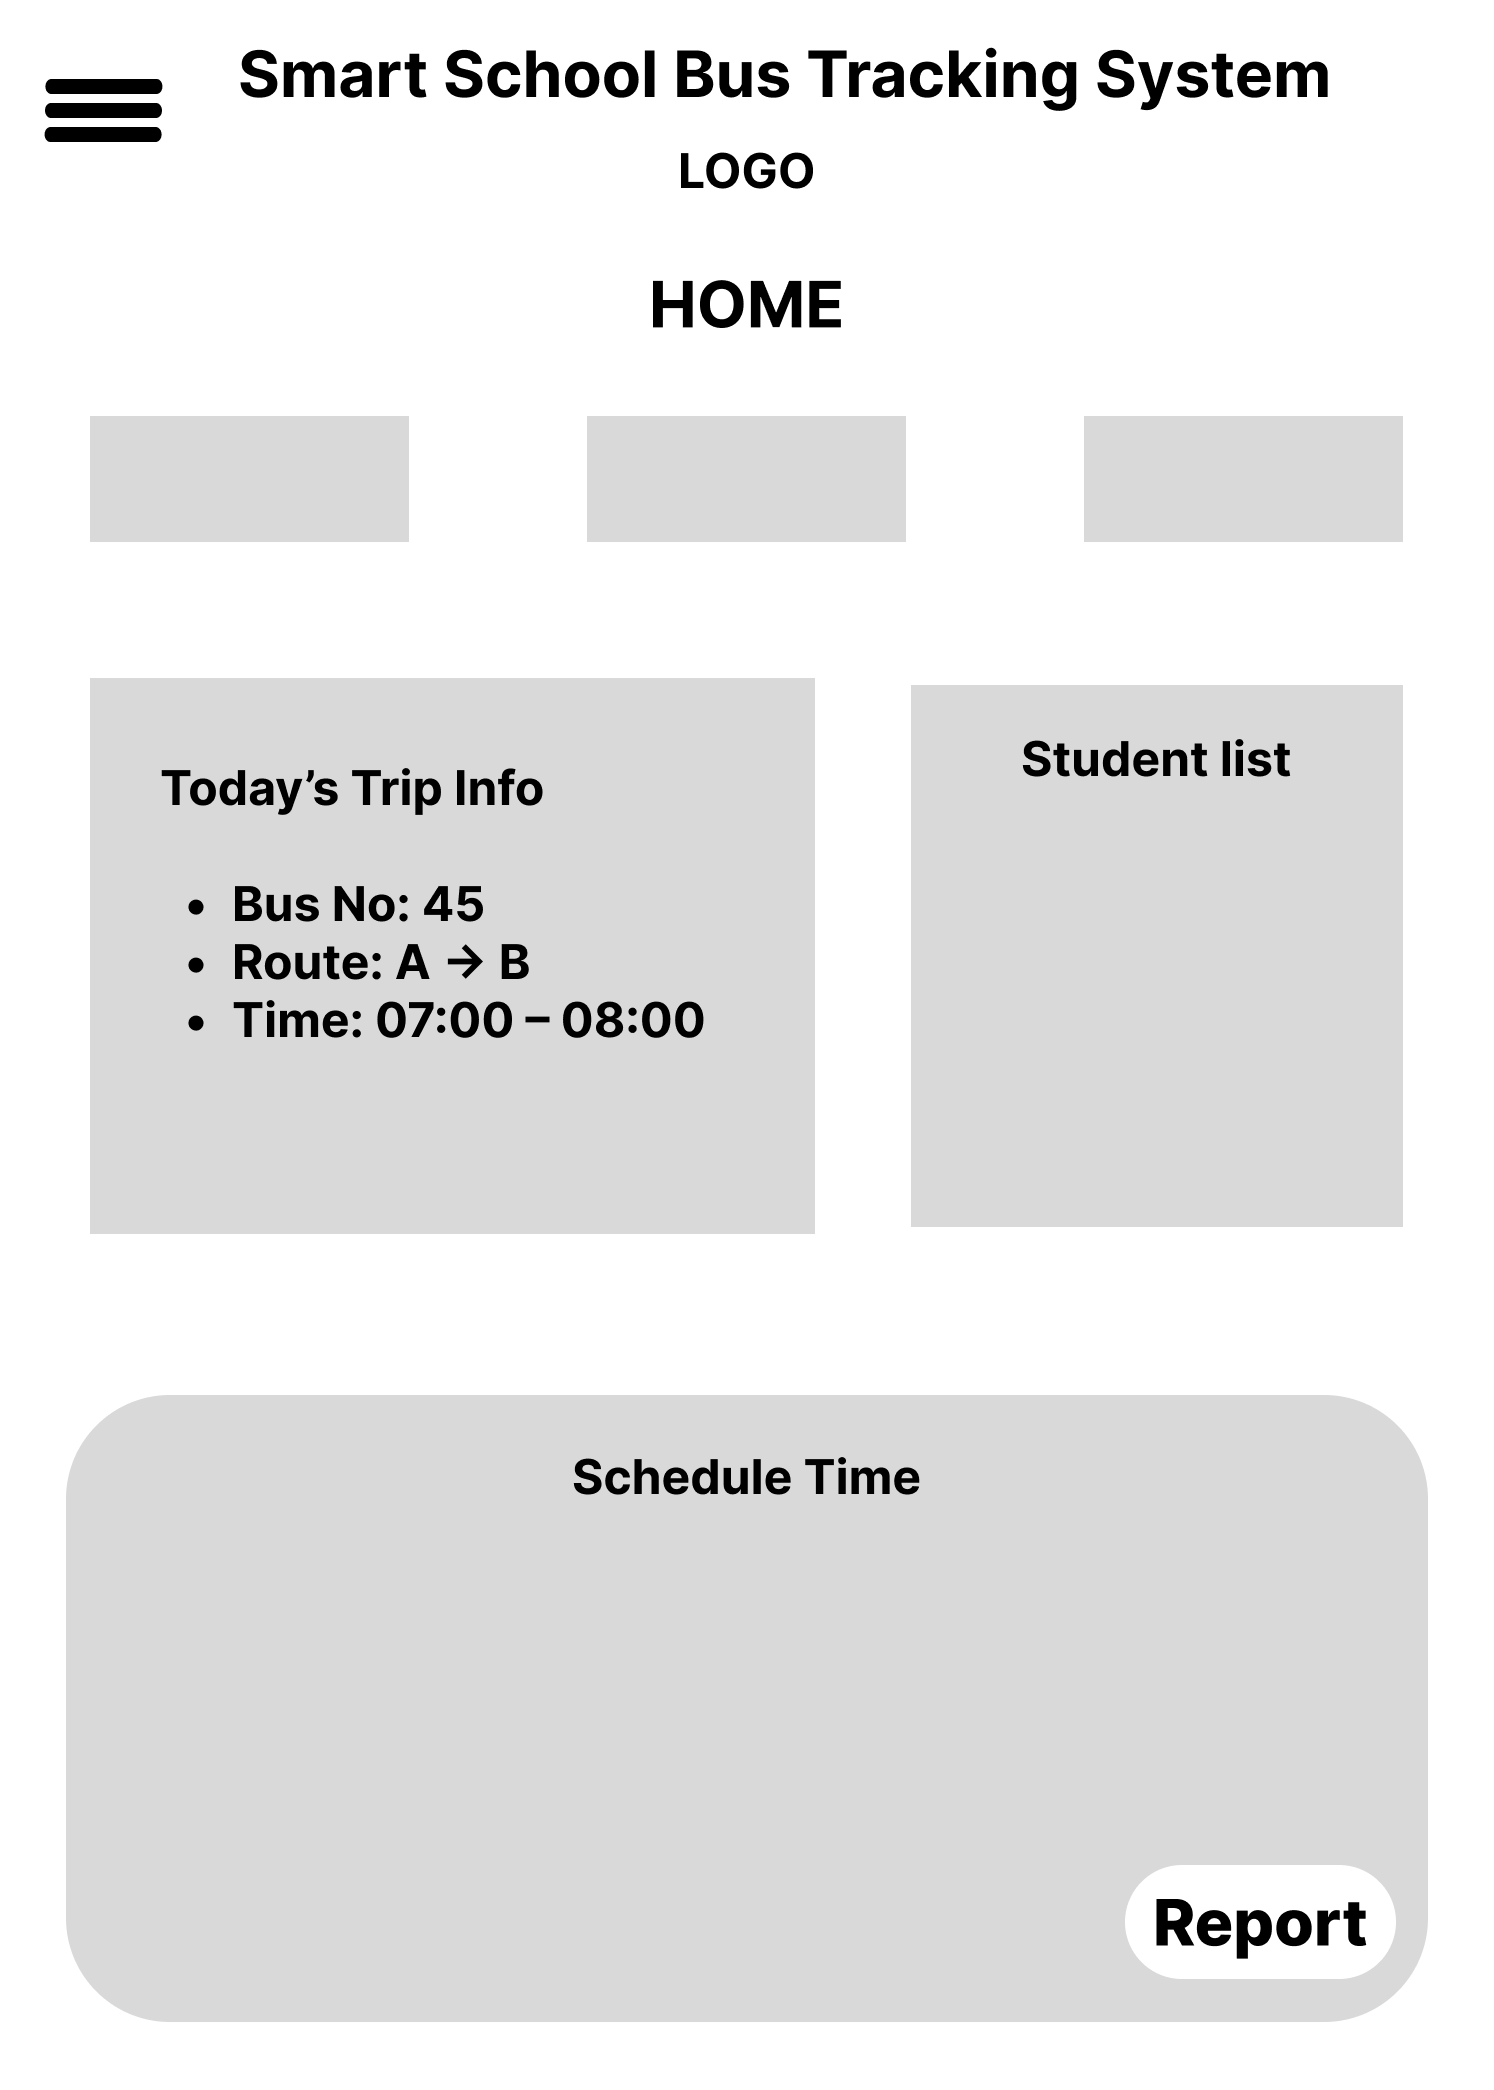 Smart School Bus Tracking System
LOGO
HOME
Today’s Trip Info
• Bus No: 45
• Route: A → B
• Time: 07:00 – 08:00
Student list
Schedule Time
Report